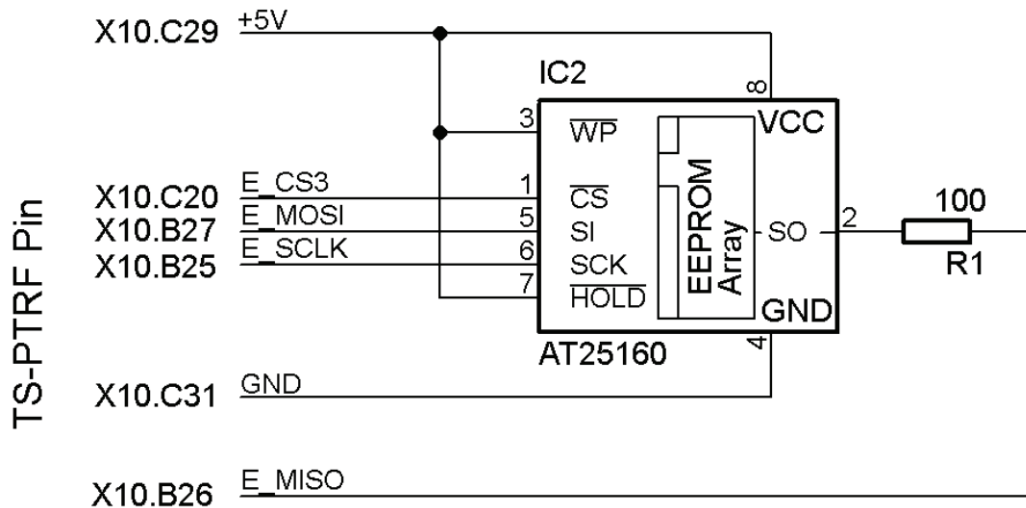 X10.C29 +5V
IC2
8
VCC
3 WP
X10.C20 E_CS3 1 CS
X10.B27 E_MOSI 5 SI
X10.B25 E_SCLK 6 SCK
7 HOLD
EEPROM
Array
SO 2
100
R1
GND
4
AT25160
X10.C31 GND
X10.B26 E_MISO
TS-PTRF Pin